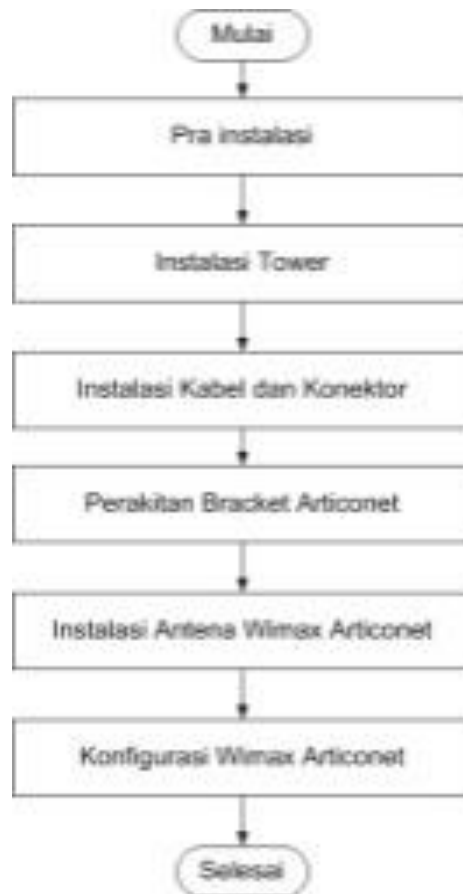 Mulai
Pra instalasi
Instalasi Tower
Instalasi Kabel dan Konektor
Perakitan Bracket Articonet
Instalasi Antena Wimax Articonet
Konfigurasi Wimax Articonet
Selesai